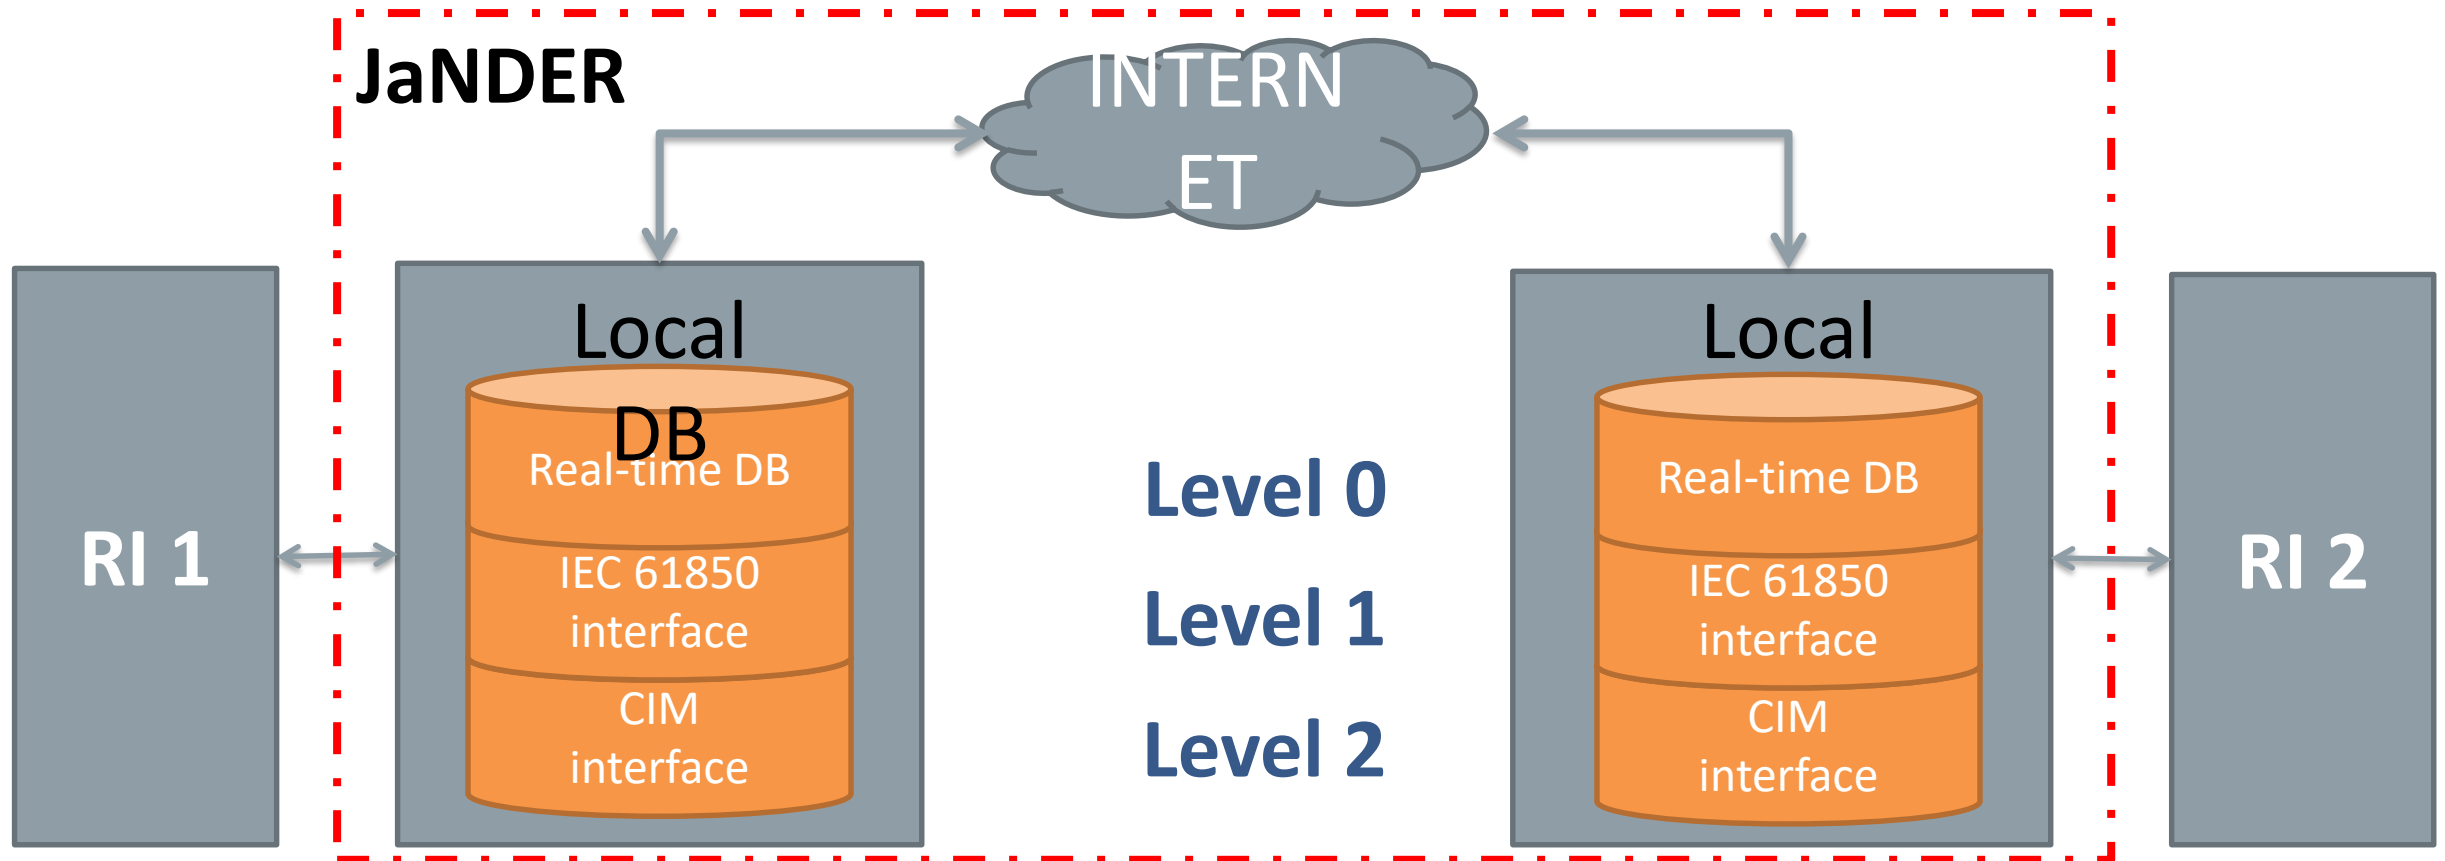 JaNDER
INTERN
ET
RI 1
Local
DB
Real-time DB
IEC 61850
interface
CIM
interface
Level 0
Level 1
Level 2
Local
Real-time DB
IEC 61850
interface
CIM
interface
RI 2